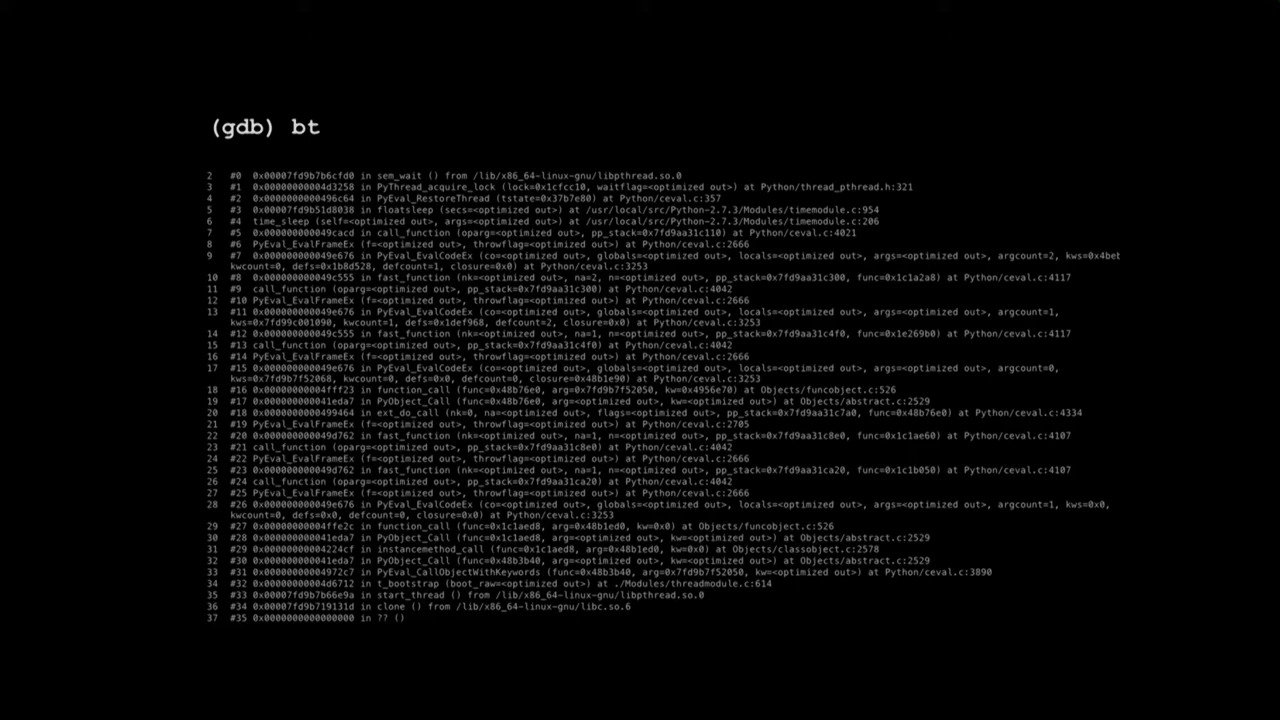 (gdb) bt
2 #0 0x00007fd9b7b6cfd0 in sem_wait () from /lib/x86_64-linux-gnu/libpthread.so.0
3 #1 0x00000000004d3258 in PyThread_acquire_lock (lock=0x1cfcc10, waitflag=<optimized out>) at Python/thread_pthread.h:321
4 #2 0x0000000000496c64 in PyEval_RestoreThread (tstate=0x37b7e80) at Python/ceval.c:357
5 #3 0x00007fd9b51d8038 in floatsleep (secs=<optimized out>) at /usr/local/src/Python-2.7.3/Modules/timemodule.c:954
6 #4 time_sleep (self=<optimized out>, args=<optimized out>) at /usr/local/src/Python-2.7.3/Modules/timemodule.c:206
7 #5 0x000000000049cacd in call_function (oparg=<optimized out>, pp_stack=0x7fd9aa31c110) at Python/ceval.c:4021
8 #6 PyEval_EvalFrameEx (f=<optimized out>, throwflag=<optimized out>) at Python/ceval.c:2666
9 #7 0x000000000049e676 in PyEval_EvalCodeEx (co=<optimized out>, globals=<optimized out>, locals=<optimized out>, args=<optimized out>, argcount=2, kws=0x4bet
kwcount=0, defs=0x1b8d528, defcount=1, closure=0x0) at Python/ceval.c:3253
10 #8 0x000000000049c555 in fast_function (nk=<optimized out>, na=2, n=<optimized out>, pp_stack=0x7fd9aa31c300, func=0x1c1a2a8) at Python/ceval.c:4117
11 #9 call_function (oparg=<optimized out>, pp_stack=0x7fd9aa31c300) at Python/ceval.c:4042
12 #10 PyEval_EvalFrameEx (f=<optimized out>, throwflag=<optimized out>) at Python/ceval.c:2666
13 #11 0x000000000049e676 in PyEval_EvalCodeEx (co=<optimized out>, globals=<optimized out>, locals=<optimized out>, args=<optimized out>, argcount=1,
kws=0x7fd99c001090, kwcount=1, defs=0x1def968, defcount=2, closure=0x0) at Python/ceval.c:3253
14 #12 0x000000000049c555 in fast_function (nk=<optimized out>, na=1, n=<optimized out>, pp_stack=0x7fd9aa31c4f0, func=0x1e269b0) at Python/ceval.c:4117
15 #13 call_function (oparg=<optimized out>, pp_stack=0x7fd9aa31c4f0) at Python/ceval.c:4042
16 #14 PyEval_EvalFrameEx (f=<optimized out>, throwflag=<optimized out>) at Python/ceval.c:2666
17 #15 0x000000000049e676 in PyEval_EvalCodeEx (co=<optimized out>, globals=<optimized out>, locals=<optimized out>, args=<optimized out>, argcount=0,
kws=0x7fd9b7f52068, kwcount=0, defs=0x0, defcount=0, closure=0x48b1e90) at Python/ceval.c:3253
18 #16 0x00000000004fff23 in function_call (func=0x48b76e0, arg=0x7fd9b7f52050, kw=0x4956e70) at Objects/funcobject.c:526
19 #17 0x000000000041eda7 in PyObject_Call (func=0x48b76e0, arg=<optimized out>, kw=<optimized out>) at Objects/abstract.c:2529
20 #18 0x0000000000499464 in ext_do_call (nk=0, na=<optimized out>, flags=<optimized out>, pp_stack=0x7fd9aa31c7a0, func=0x48b76e0) at Python/ceval.c:4334
21 #19 PyEval_EvalFrameEx (f=<optimized out>, throwflag=<optimized out>) at Python/ceval.c:2705
22 #20 0x000000000049d762 in fast_function (nk=<optimized out>, na=1, n=<optimized out>, pp_stack=0x7fd9aa31c8e0, func=0x1c1ae60) at Python/ceval.c:4107
23 #21 call_function (oparg=<optimized out>, pp_stack=0x7fd9aa31c8e0) at Python/ceval.c:4042
24 #22 PyEval_EvalFrameEx (f=<optimized out>, throwflag=<optimized out>) at Python/ceval.c:2666
25 #23 0x000000000049d762 in fast_function (nk=<optimized out>, na=1, n=<optimized out>, pp_stack=0x7fd9aa31ca20, func=0x1c1b050) at Python/ceval.c:4107
26 #24 call_function (oparg=<optimized out>, pp_stack=0x7fd9aa31ca20) at Python/ceval.c:4042
27 #25 PyEval_EvalFrameEx (f=<optimized out>, throwflag=<optimized out>) at Python/ceval.c:2666
28 #26 0x000000000049e676 in PyEval_EvalCodeEx (co=<optimized out>, globals=<optimized out>, locals=<optimized out>, args=<optimized out>, argcount=1, kws=0x0,
kwcount=0, defs=0x0, defcount=0, closure=0x0) at Python/ceval.c:3253
29 #27 0x00000000004ffe2c in function_call (func=0x1c1aed8, arg=0x48b1ed0, kw=0x0) at Objects/funcobject.c:526
30 #28 0x000000000041eda7 in PyObject_Call (func=<optimized out>, arg=<optimized out>, kw=<optimized out>) at Objects/abstract.c:2529
31 #29 0x00000000004224cf in instancemethod_call (func=0x1c1aed8, arg=0x48b1ed0, kw=0x0) at Objects/classobject.c:2578
32 #30 0x000000000041eda7 in PyObject_Call (func=0x48b3b40, arg=<optimized out>, kw=<optimized out>) at Objects/abstract.c:2529
33 #31 0x00000000004972c7 in PyEval_CallObjectWithKeywords (func=0x48b3b40, arg=0x7fd9b7f52050, kw=<optimized out>) at Python/ceval.c:3890
34 #32 0x00000000004d6712 in t_bootstrap (boot_raw=<optimized out>) at ./Modules/threadmodule.c:614
35 #33 0x00007fd9b7b66e9a in start_thread () from /lib/x86_64-linux-gnu/libpthread.so.0
36 #34 0x00007fd9b719131d in clone () from /lib/x86_64-linux-gnu/libc.so.6
37 #35 0x0000000000000000 in ?? ()